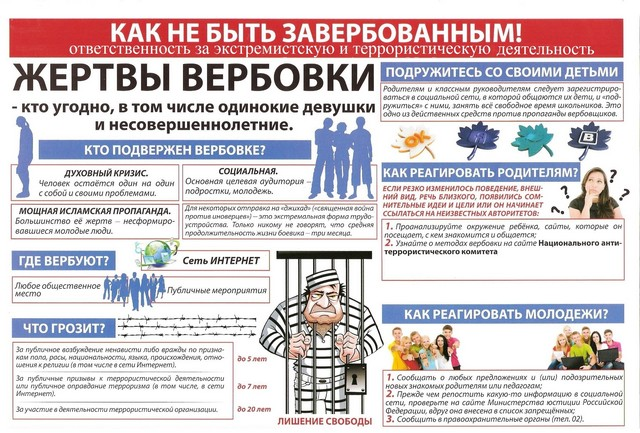 КАК НЕ БЫТЬ ЗАВЕРБОВАННЫМ!
ответственность за экстремистскую и террористическую деятельность
ЖЕРТВЫ ВЕРБОВКИ
- кто угодно, в том числе одинокие девушки
и несовершеннолетние.
КТО ПОДВЕРЖЕН ВЕРБОВКЕ?
ДУХОВНЫЙ КРИЗИС.
Человек остаётся один на один
с собой и своими проблемами.
СОЦИАЛЬНАЯ.
Основная целевая аудитория –
подростки, молодежь.
МОЩНАЯ ИСЛАМСКАЯ ПРОПАГАНДА.
Большинство её жертв – несформиро-
вавшиеся молодые люди.
Для некоторых отправка на «джихад» («священная война
против иноверцев») – это экстремальная форма трудо-
устройства. Только никому не говорят, что средняя
продолжительность жизни боевика – три месяца.
ГДЕ ВЕРБУЮТ?
Сеть ИНТЕРНЕТ
Любое общественное
место
Публичные мероприятия
ЧТО ГРОЗИТ?
За публичное возбуждение ненависти либо вражды по призна-
кам пола, расы, национальности, языка, происхождения, отно-
шения к религии (в том числе в сети Интернет).
до 5 лет
За публичные призывы к террористической деятельности
или публичное оправдание терроризма (в том числе, в сети
Интернет).
до 7 лет
За участие в деятельности террористической организации.
до 20 лет
ЛИШЕНИЕ СВОБОДЫ
ПОДРУЖИТЕСЬ СО СВОИМИ ДЕТЬМИ
Родителям и классным руководителям следует зарегистриро-
ваться в социальной сети, в которой общаются их дети, и «под-
ружиться» с ними, занять всё свободное время школьников. Это
одно из действенных средств против пропаганды вербовщиков.
В
КАК РЕАГИРОВАТЬ РОДИТЕЛЯМ?
ЕСЛИ РЕЗКО ИЗМЕНИЛОСЬ ПОВЕДЕНИЕ, ВНЕШ-
НИЙ ВИД, РЕЧЬ БЛИЗКОГО, ПОЯВИЛИСЬ СОМ-
НИТЕЛЬНЫЕ ИДЕИ И ЦЕЛИ ИЛИ ОН НАЧИНАЕТ
ССЫЛАТЬСЯ НА НЕИЗВЕСТНЫХ АВТОРИТЕТОВ:
1. Проанализируйте окружение ребёнка, сайты, которые он
посещает, с кем знакомится и общается;
2. Узнайте о методах вербовки на сайте Национального анти-
террористического комитета
КАК РЕАГИРОВАТЬ МОЛОДЕЖИ?
1. Сообщать о любых предложениях и (или) подозрительных
новых знакомых родителям или педагогам;
2. Прежде чем репостить какую-то информацию в социальной
сети, проверьте на сайте Министерства юстиции Российской
Федерации, вдруг она внесена в список запрещённых;
3. Сообщить в правоохранительные органы (тел. 02).